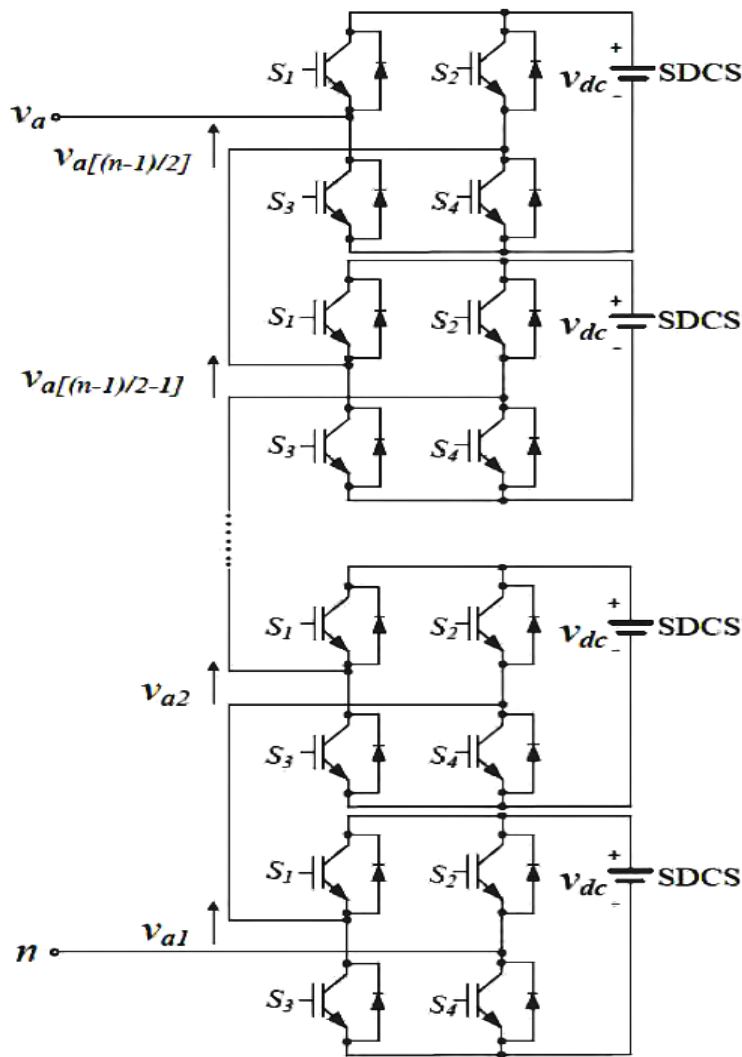 S1 S2 + vdc - SDCS
va
va[(n-1)/2]
S3 S4
S1 S2 + vdc - SDCS
va[(n-1)/2-1]
S3 S4
S1 S2 + vdc - SDCS
va2
S3 S4
S1 S2 + vdc - SDCS
va1
n
S3 S4